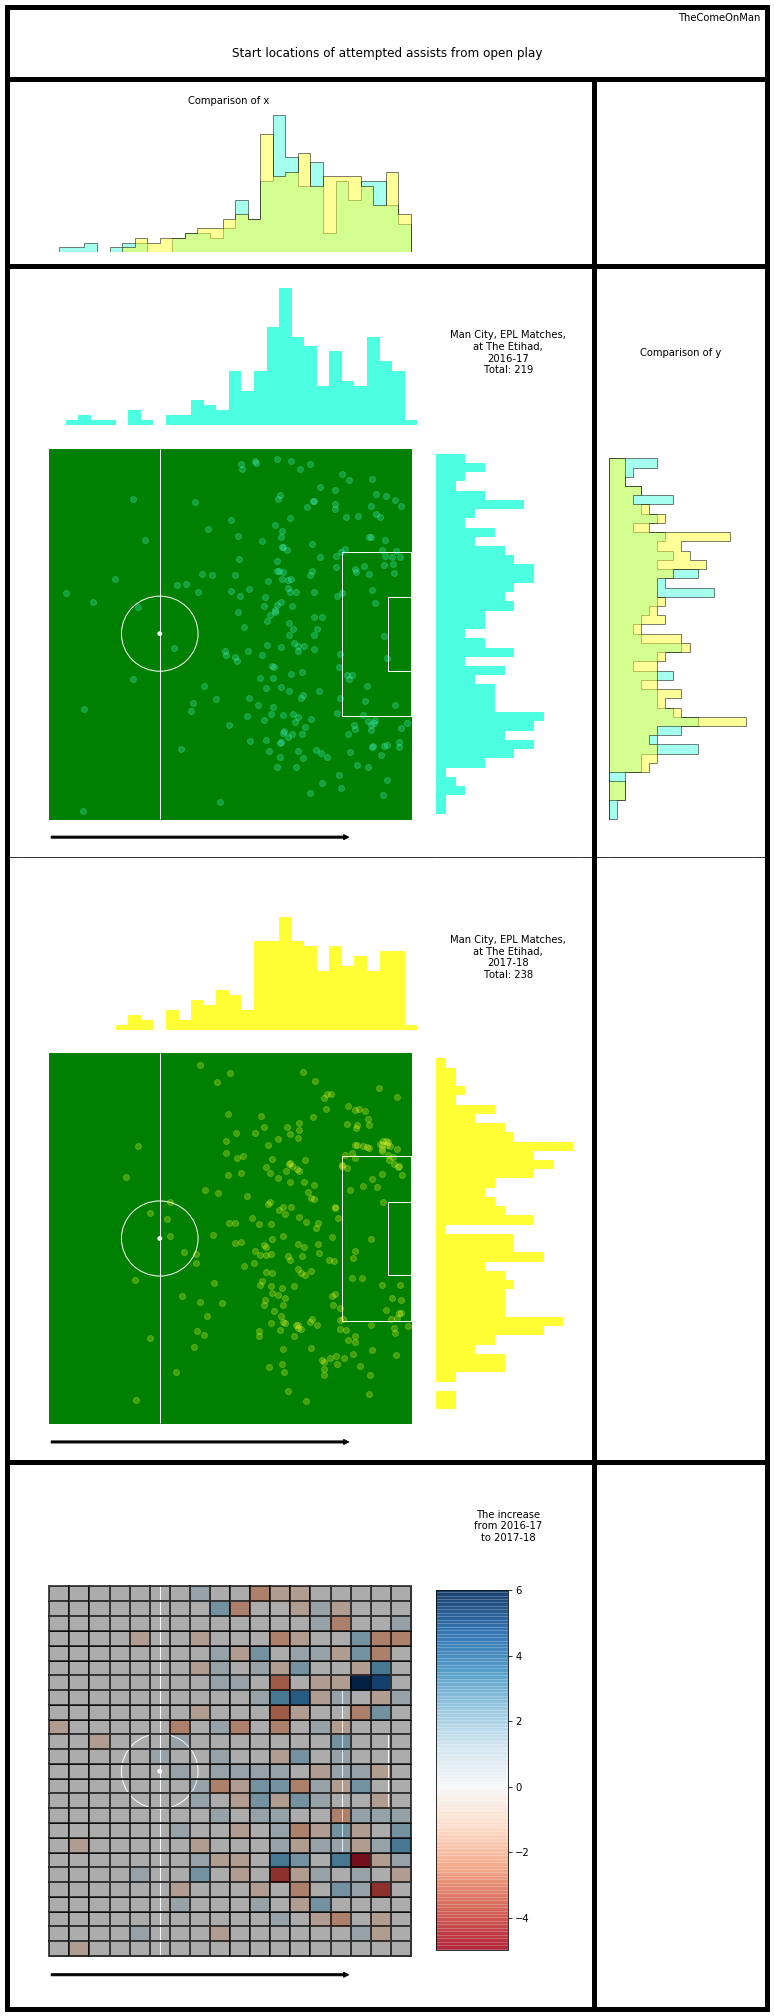 TheComeOnMan
Start locations of attempted assists from open play
Comparison of x
Man City, EPL Matches,
at The Etihad,
2016-17
Total: 219
Comparison of y
Man City, EPL Matches,
at The Etihad,
2017-18
Total: 238
The increase
from 2016-17
to 2017-18
6
4
2
0
−2
−4